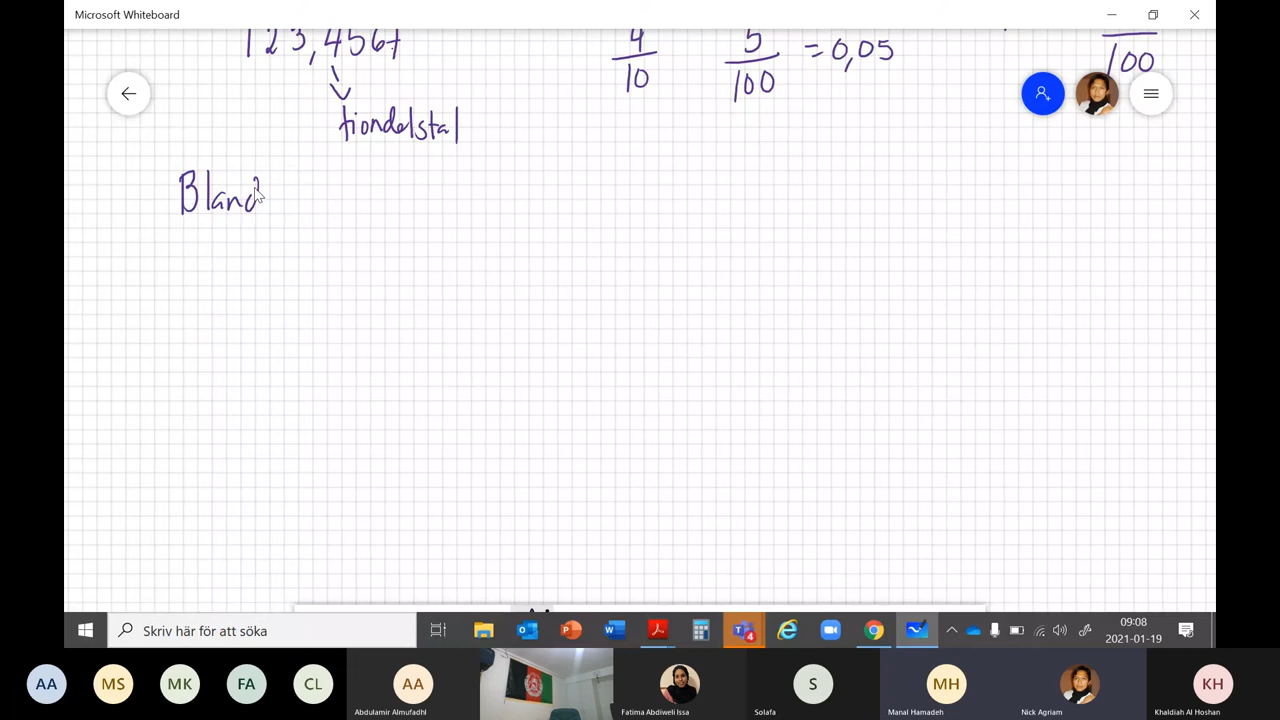 Microsoft Whiteboard
123,4567
4
10
5
100
=0,05
100
tiondelstal
Bland
Skriv här för att söka
4
09:08
2021-01-19
AA
MS
MK
FA
CL
AA
Abdulamir Almufadhl
Fatima Abdiweli Issa
S
Solafa
MH
Manal Hamadeh
Nick Agriam
KH
Khaldiah Al Hoshan